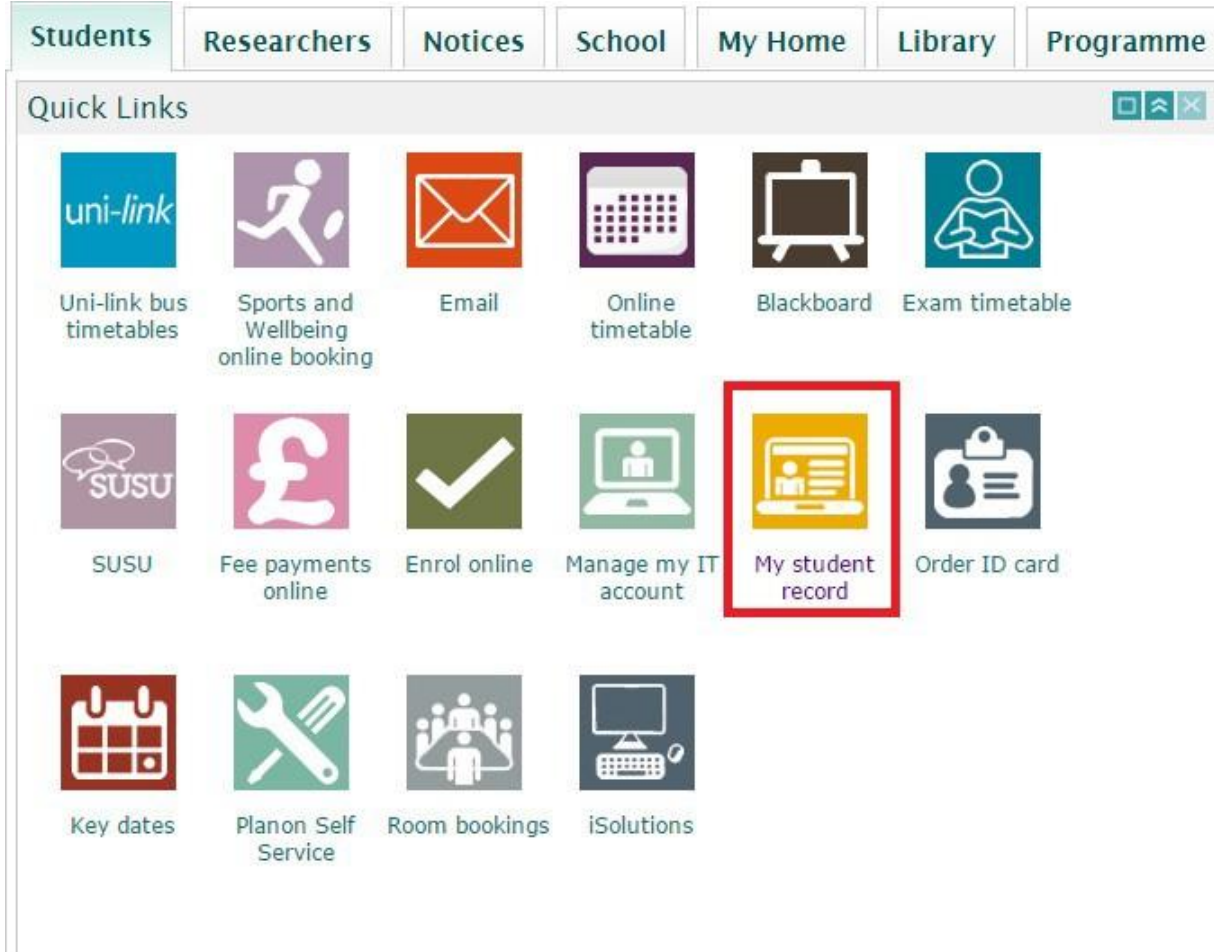 Students Researchers Notices School My Home Library Programme
Quick Links
uni-link
Uni-link bus
timetables
Sports and
Wellbeing
online booking
Email
Online
timetable
Blackboard
Exam timetable
SUSU
SUSU
£
Fee payments
online
Enrol online
Manage my IT
account
My student
record
Order ID card
Key dates
Planon Self
Service
Room bookings
iSolutions